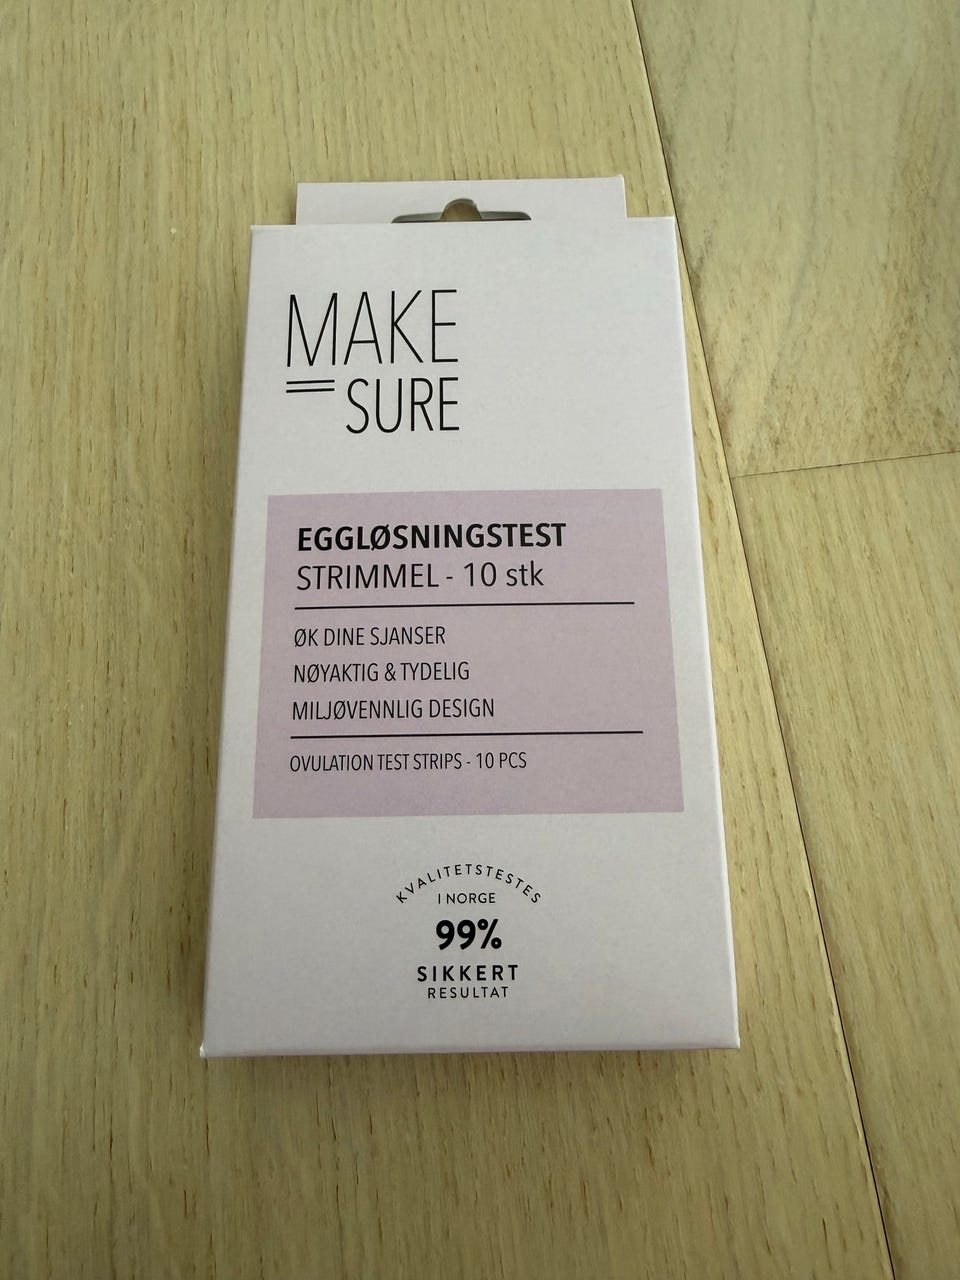 MAKE
SURE
EGGLØSNINGSTEST
STRIMMEL - 10 stk
ØK DINE SJANSER
NØYAKTIG & TYDELIG
MILJØVENNLIG DESIGN
OVULATION TEST STRIPS - 10 PCS
KVALITETSTESTES
I NORGE
99%
SIKKERT
RESULTAT